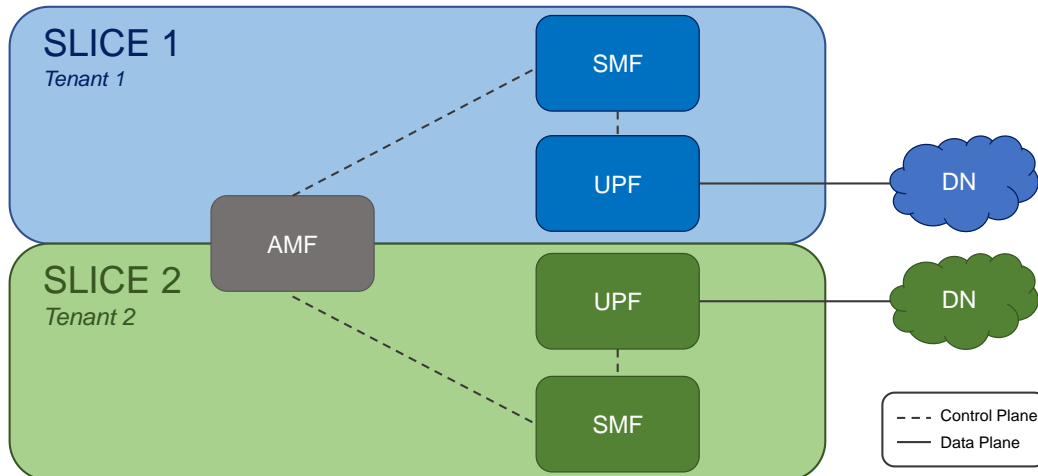 SLICE 1
Tenant 1
SMF
UPF
DN
AMF
SLICE 2
Tenant 2
UPF
DN
SMF
Control Plane
Data Plane